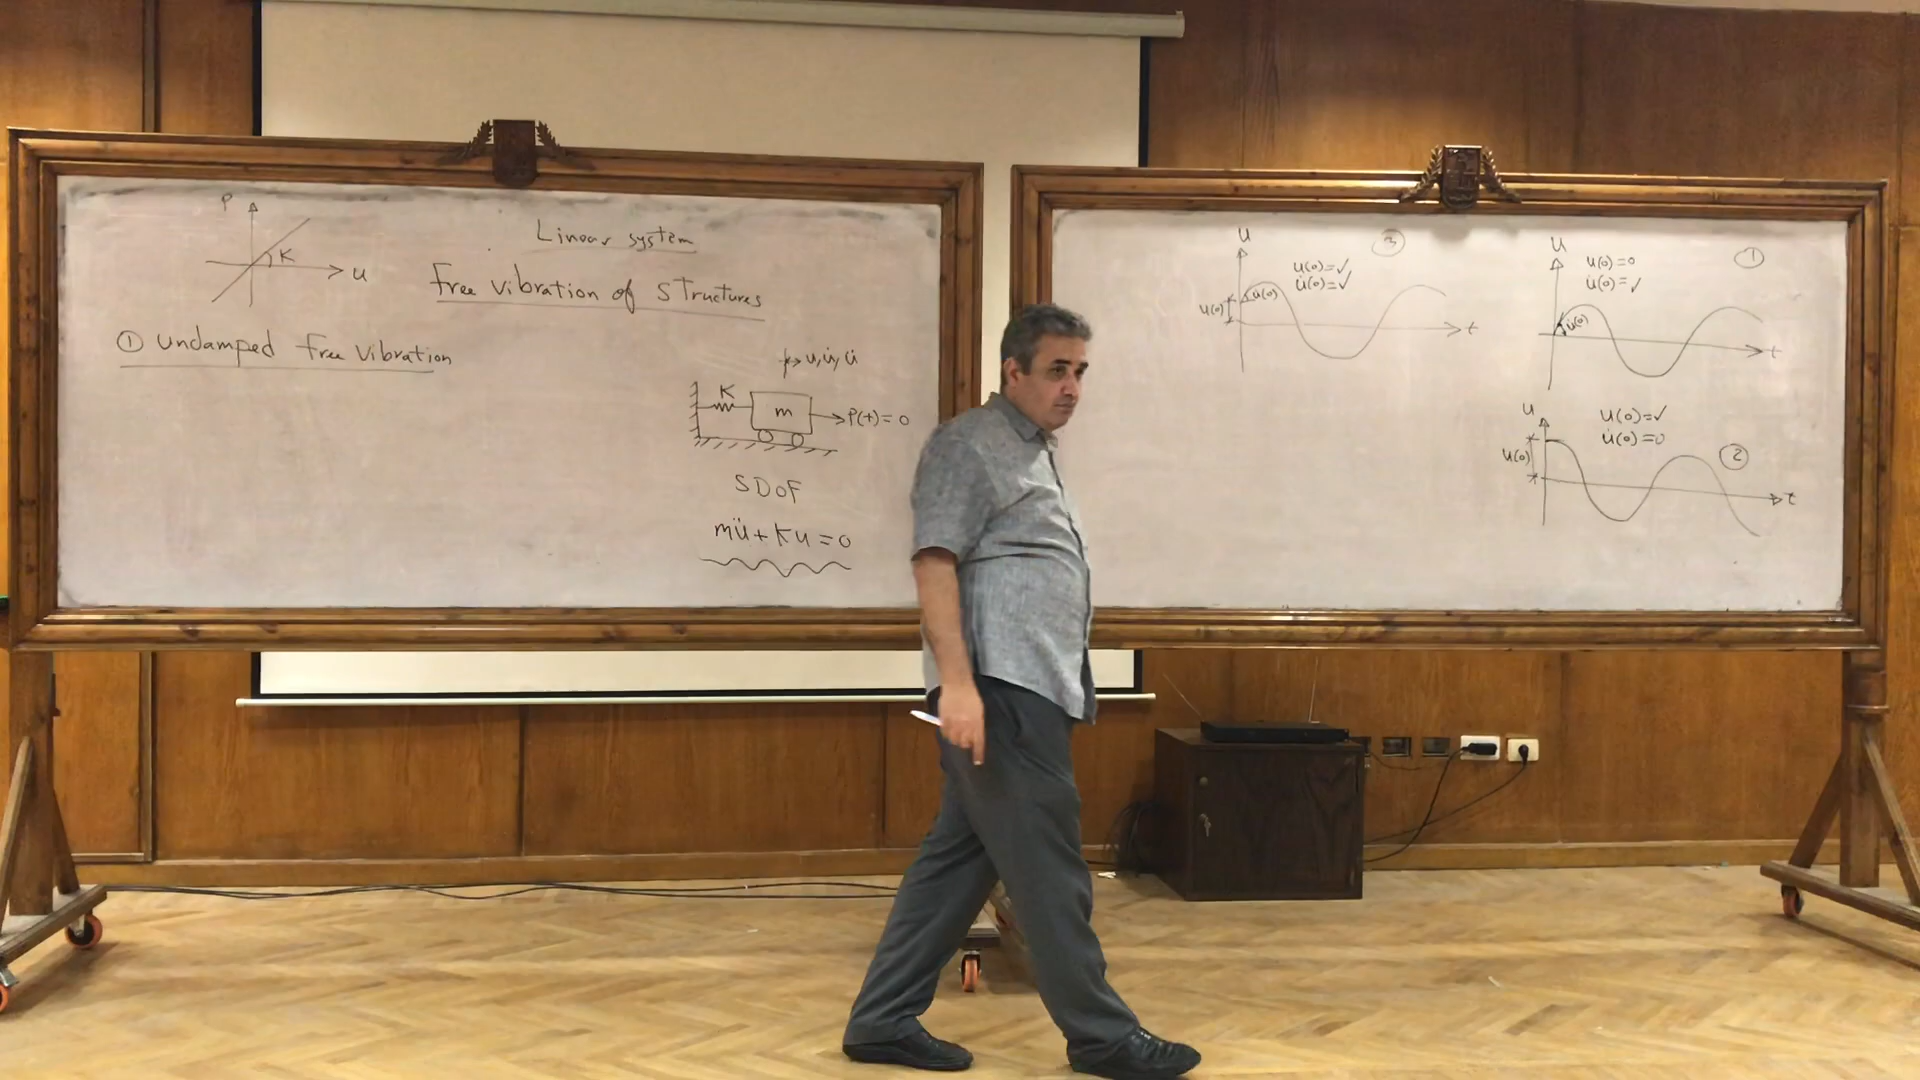 P
K
u
Linear system
Free vibration of structures
① undamped free vibration
u, u̇, ü
K
m
P(t) = 0
SDOF
mü + Ku = 0
u
③
u(0)=✓
u̇(0)=✓
u̇(0)
u(0)
t
u
①
u(0)=0
u̇(0)=✓
u̇(0)
t
u
u(0)=✓
u̇(0)=0
②
u(0)
t